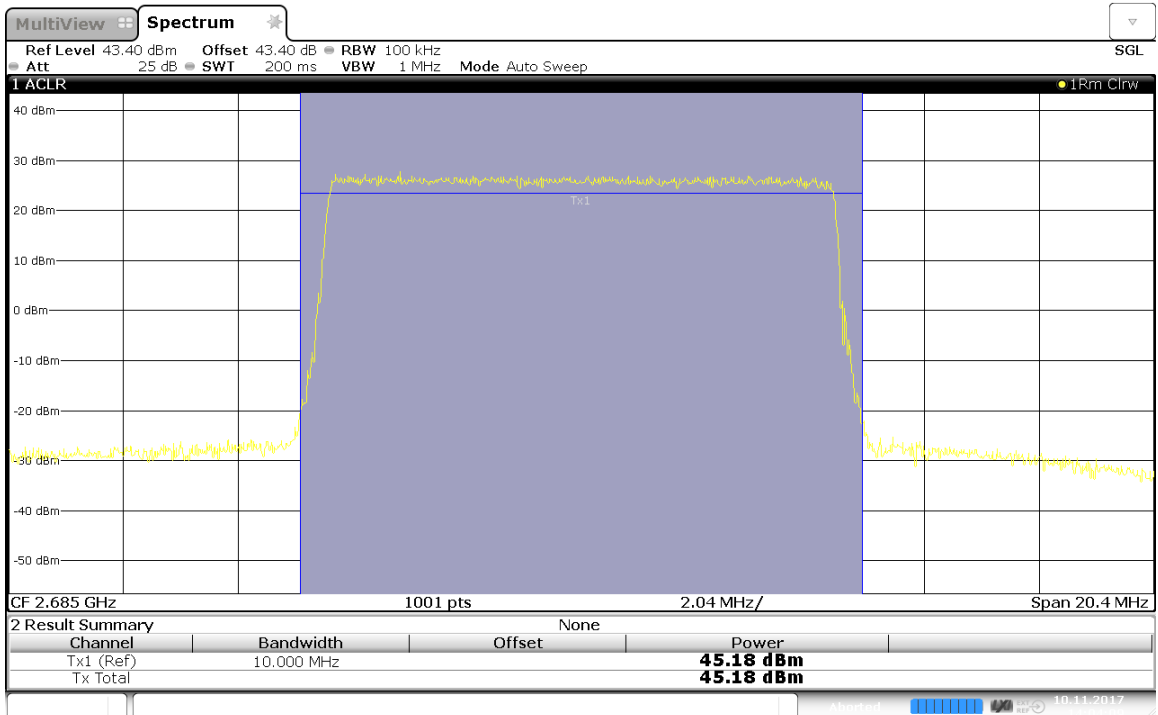 MultiView Spectrum
Ref Level 43.40 dBm Offset 43.40 dB RBW 100 kHz SGL
Att 25 dB SWT 200 ms VBW 1 MHz Mode Auto Sweep
1 ACLR 1Rm Clrw
40 dBm
30 dBm
Tx1
20 dBm
10 dBm
0 dBm
-10 dBm
-20 dBm
-30 dBm
-40 dBm
-50 dBm
CF 2.685 GHz 1001 pts 2.04 MHz/ Span 20.4 MHz
2 Result Summary None
Channel Bandwidth Offset Power
Tx1 (Ref) 10.000 MHz 45.18 dBm
Tx Total 45.18 dBm
Aborted 10.11.2017